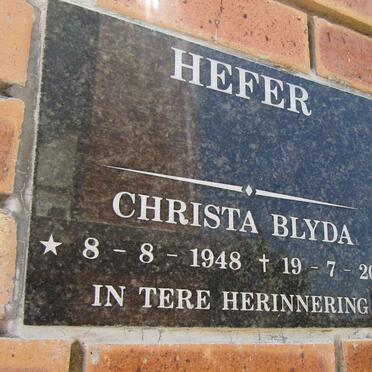 HEFER
CHRISTA BLYDA
★ 8 - 8 - 1948 † 19 - 7 - 20
IN TERE HERINNERING